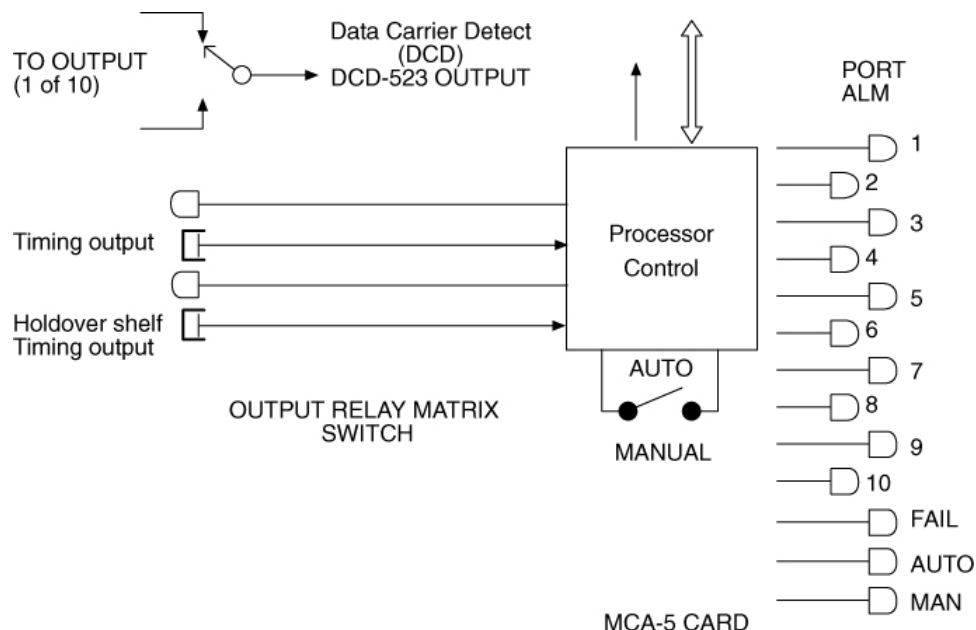 TO OUTPUT
(1 of 10)
Data Carrier Detect
(DCD)
DCD-523 OUTPUT
PORT
ALM
1
2
3
4
5
6
7
8
9
10
FAIL
AUTO
MAN
Timing output
Holdover shelf
Timing output
Processor
Control
AUTO
MANUAL
OUTPUT RELAY MATRIX
SWITCH
MCA-5 CARD